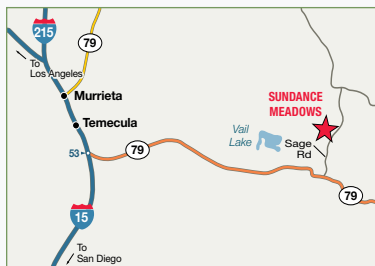 215
79
To
Los Angeles
Murrieta
SUNDANCE
MEADOWS
Temecula
Vail
Lake
Sage
Rd
53
79
79
15
To
San Diego